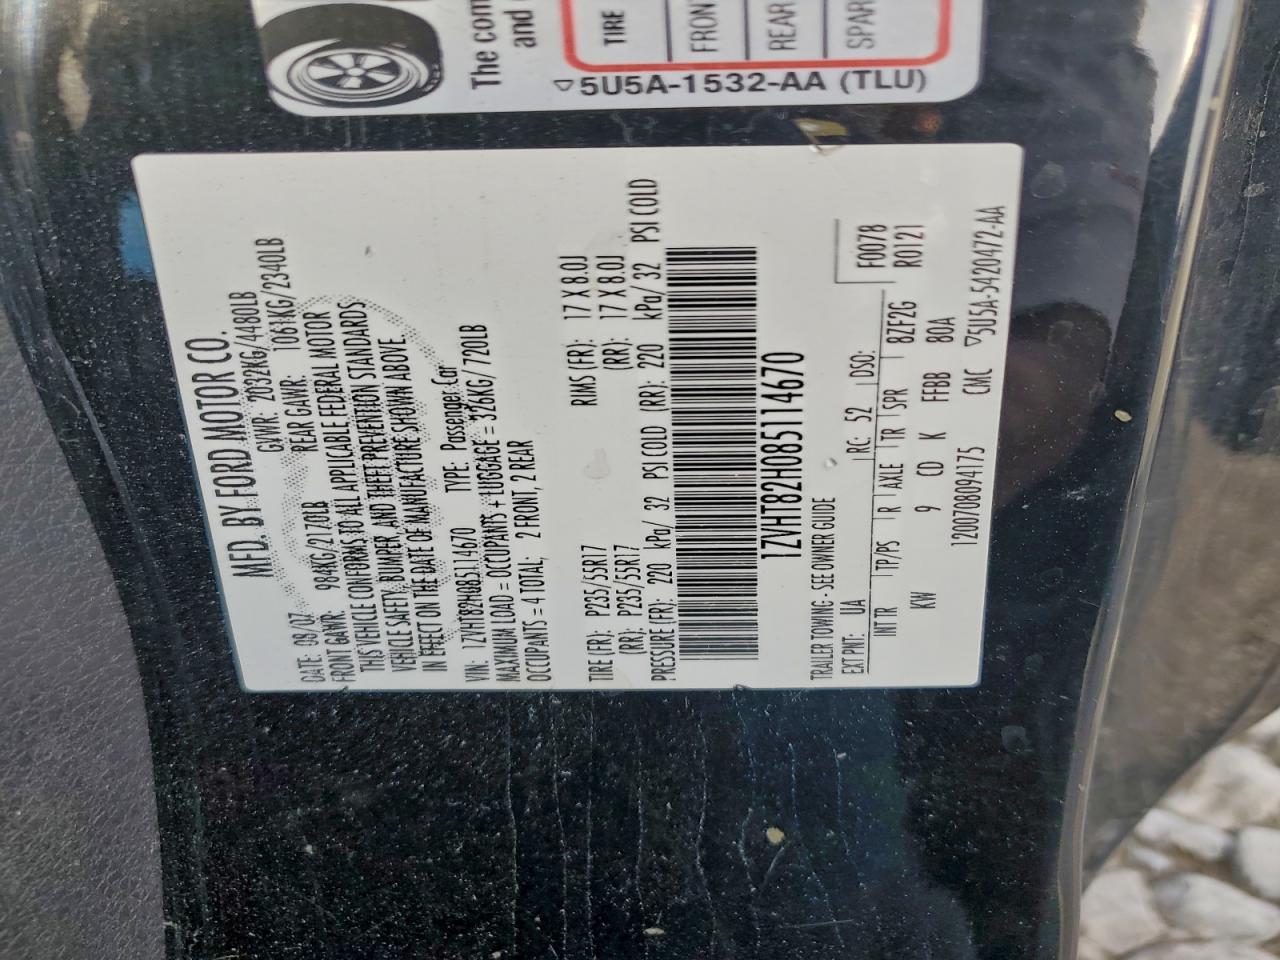 The com
and
TIRE
FRON
REAR
SPAR
5U5A-1532-AA (TLU)
MFD. BY FORD MOTOR CO.
DATE: 08/07 GVWR: 2032KG/4480LB
FRONT GAWR: 984KG/2170LB REAR GAWR: 1061KG/2340LB
THIS VEHICLE CONFORMS TO ALL APPLICABLE FEDERAL MOTOR
VEHICLE SAFETY, BUMPER, AND THEFT PREVENTION STANDARDS
IN EFFECT ON THE DATE OF MANUFACTURE SHOWN ABOVE.
VIN: 1ZVHT82H085114670 TYPE: Passenger Car
MAXIMUM LOAD = OCCUPANTS + LUGGAGE = 326KG/ 720LB
OCCUPANTS = 4 TOTAL; 2 FRONT, 2 REAR
TIRE (FR): P235/55R17 RIMS (FR): 17 X 8.0J
(RR): P235/55R17 (RR): 17 X 8.0J
PRESSURE (FR): 220 kPa/ 32 PSI COLD (RR): 220 kPa/ 32 PSI COLD
1ZVHT82H085114670
TRAILER TOWING - SEE OWNER GUIDE
F0078
R0121
EXT PNT: UA RC: 52 DSO:
INT TR TP/PS R AXLE TR SPR 8ZF2G
KW 9 CD K FFBB 80A
120070809417S CMC 5U5A-5420472-AA